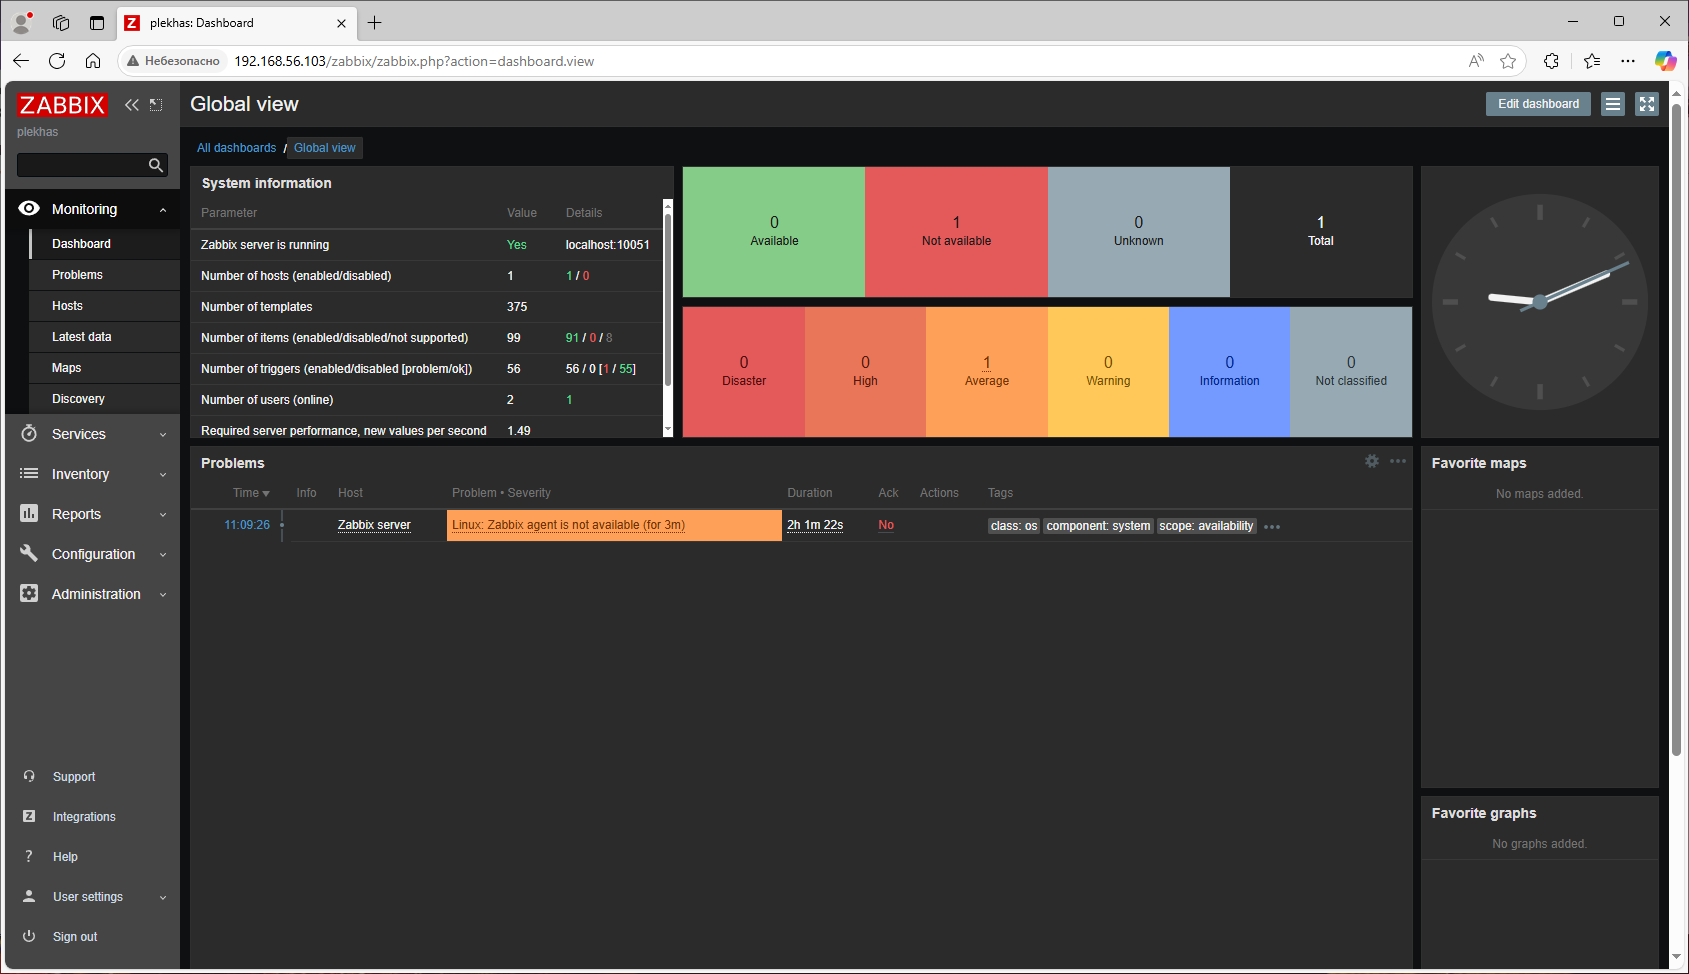 plekhas: Dashboard
Небезопасно 192.168.56.103/zabbix/zabbix.php?action=dashboard.view
ZABBIX
plekhas
Monitoring
Dashboard
Problems
Hosts
Latest data
Maps
Discovery
Services
Inventory
Reports
Configuration
Administration
Support
Integrations
Help
User settings
Sign out
Global view
Edit dashboard
All dashboards / Global view
System information
Parameter Value Details
Zabbix server is running Yes localhost:10051
Number of hosts (enabled/disabled) 1 1 / 0
Number of templates 375
Number of items (enabled/disabled/not supported) 99 91 / 0 / 8
Number of triggers (enabled/disabled [problem/ok]) 56 56 / 0 [1 / 55]
Number of users (online) 2 1
Required server performance, new values per second 1.49
0 1 0 1
Available Not available Unknown Total
0 0 1 0 0 0
Disaster High Average Warning Information Not classified
Problems
Time Info Host Problem • Severity Duration Ack Actions Tags
11:09:26 Zabbix server Linux: Zabbix agent is not available (for 3m) 2h 1m 22s No class: os component: system scope: availability
Favorite maps
No maps added.
Favorite graphs
No graphs added.